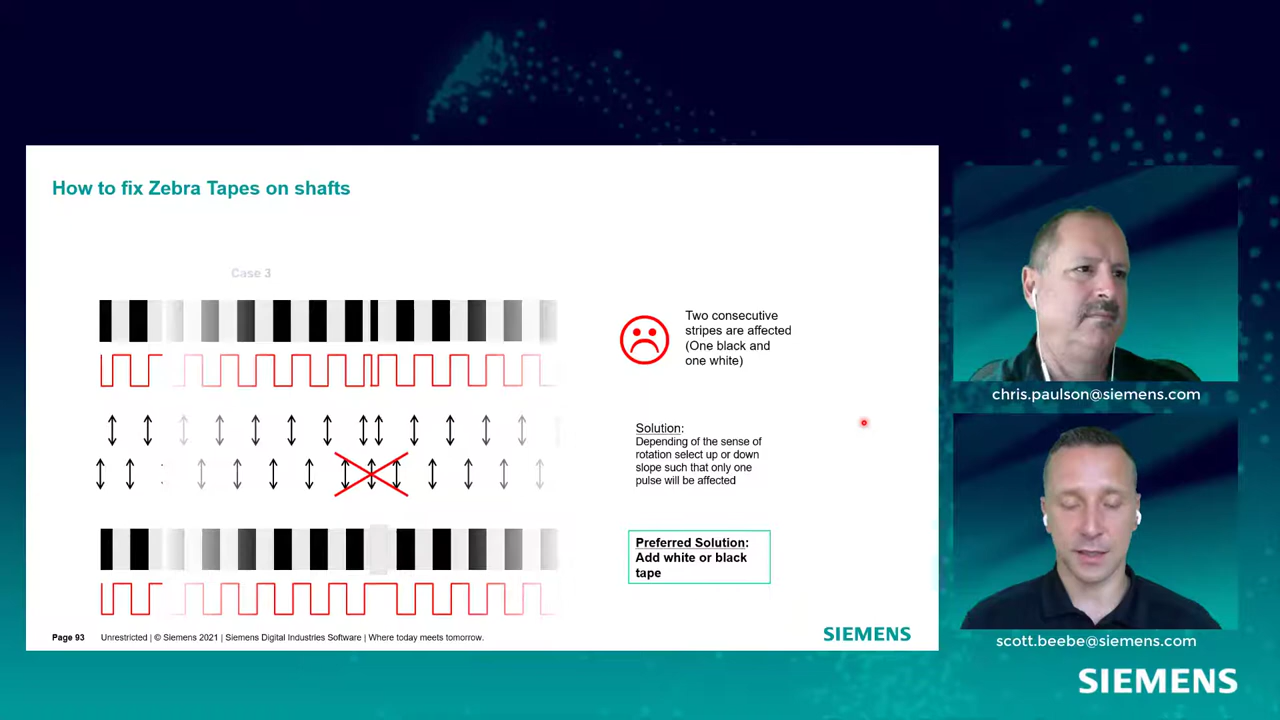 How to fix Zebra Tapes on shafts
Case 3
Two consecutive
stripes are affected
(One black and
one white)
Solution:
Depending of the sense of
rotation select up or down
slope such that only one
pulse will be affected
Preferred Solution:
Add white or black
tape
Page 93 Unrestricted | © Siemens 2021 | Siemens Digital Industries Software | Where today meets tomorrow.
SIEMENS
chris.paulson@siemens.com
scott.beebe@siemens.com
SIEMENS